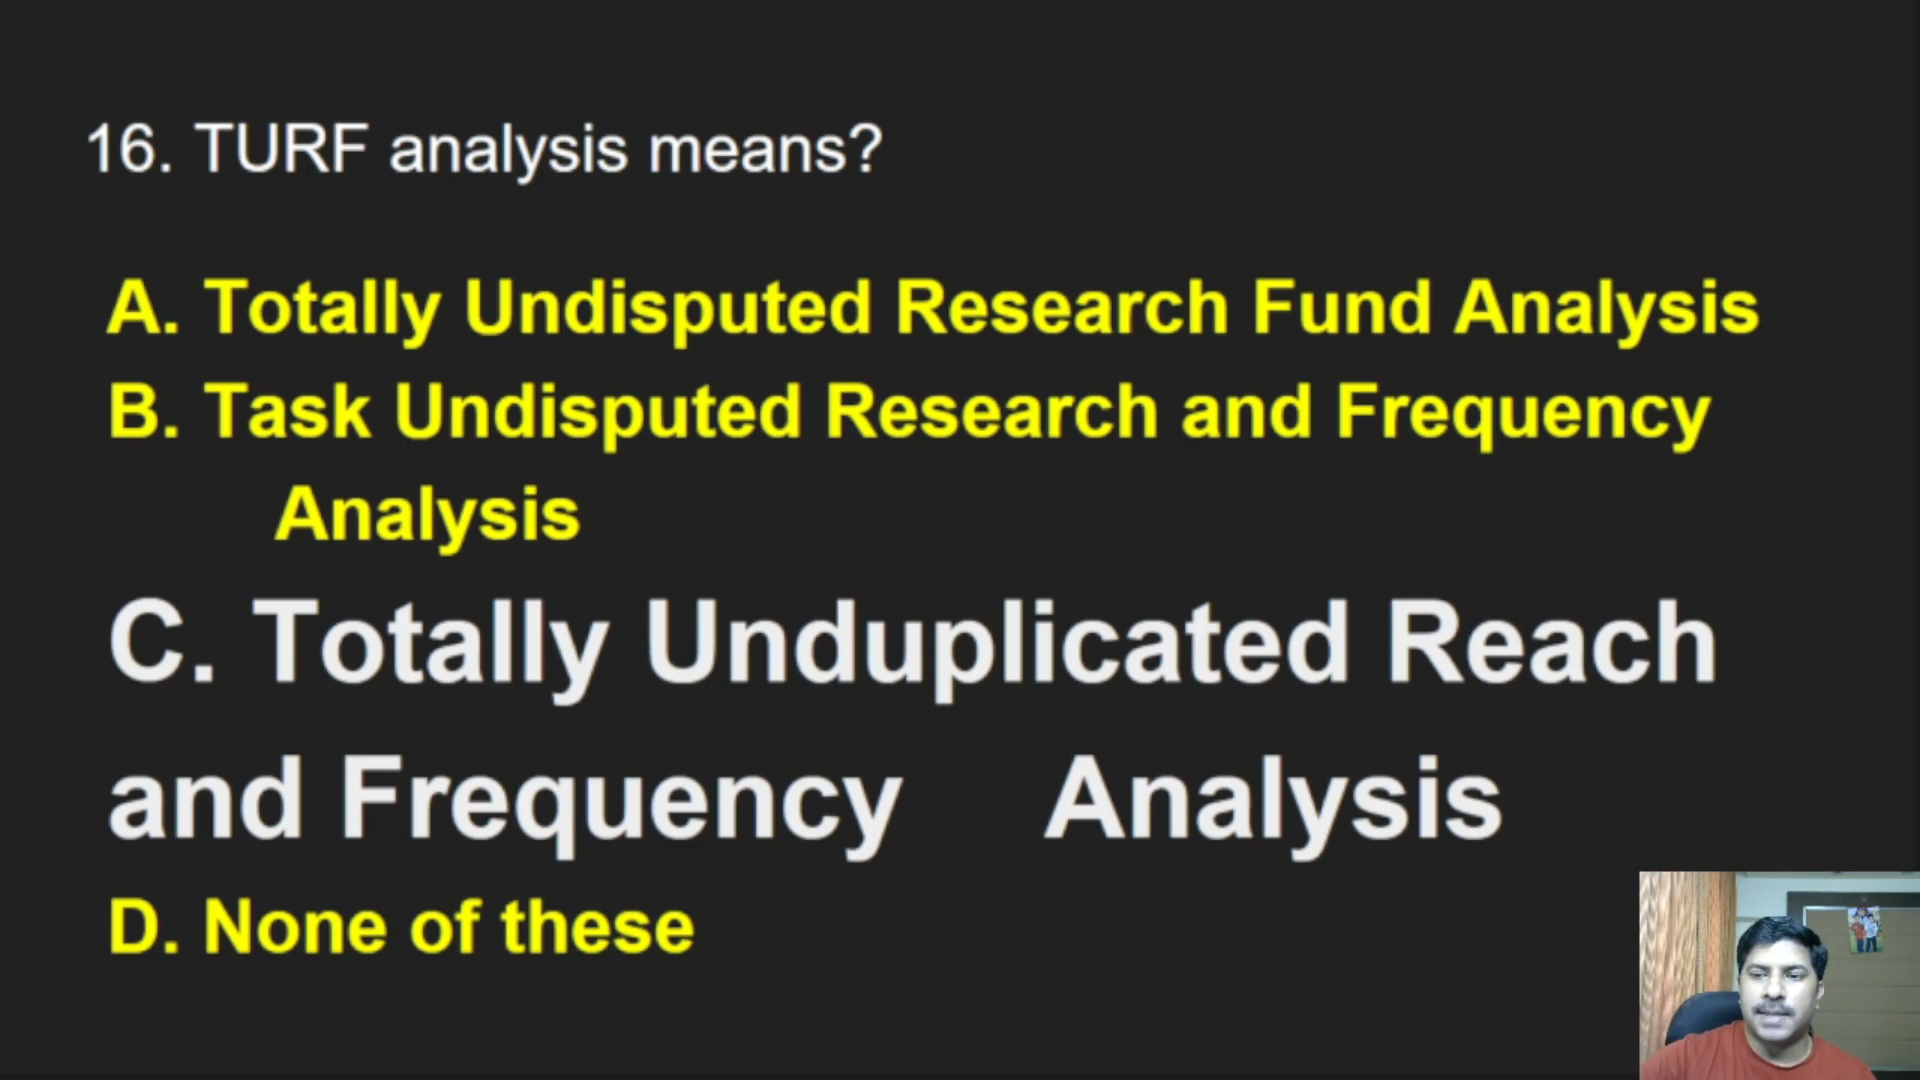 16. TURF analysis means?
A. Totally Undisputed Research Fund Analysis
B. Task Undisputed Research and Frequency
Analysis
C. Totally Unduplicated Reach
and Frequency Analysis
D. None of these